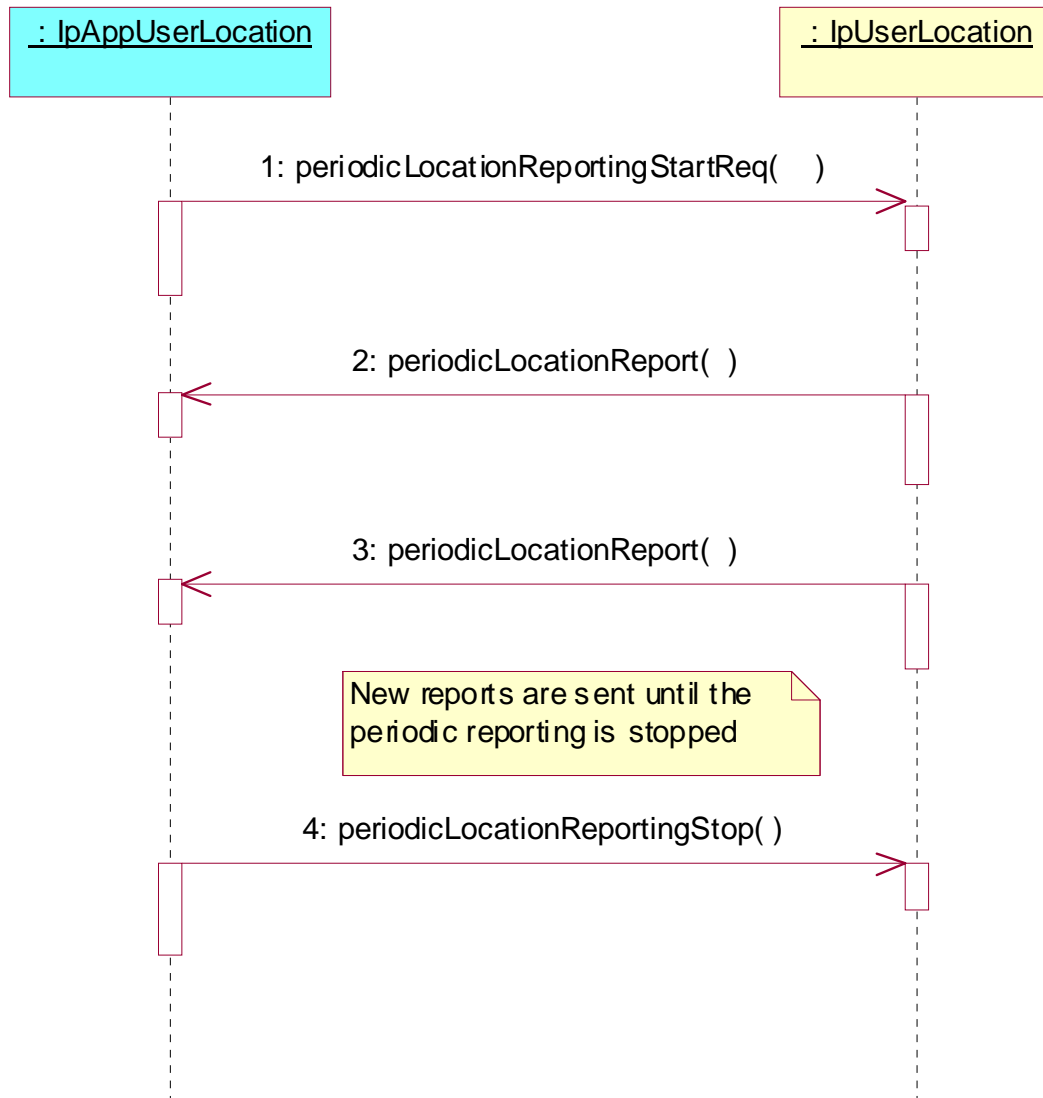 : IpAppUserLocation
: IpUserLocation
1: periodicLocationReportingStartReq( )
2: periodicLocationReport( )
3: periodicLocationReport( )
New reports are sent until the
periodic reporting is stopped
4: periodicLocationReportingStop( )